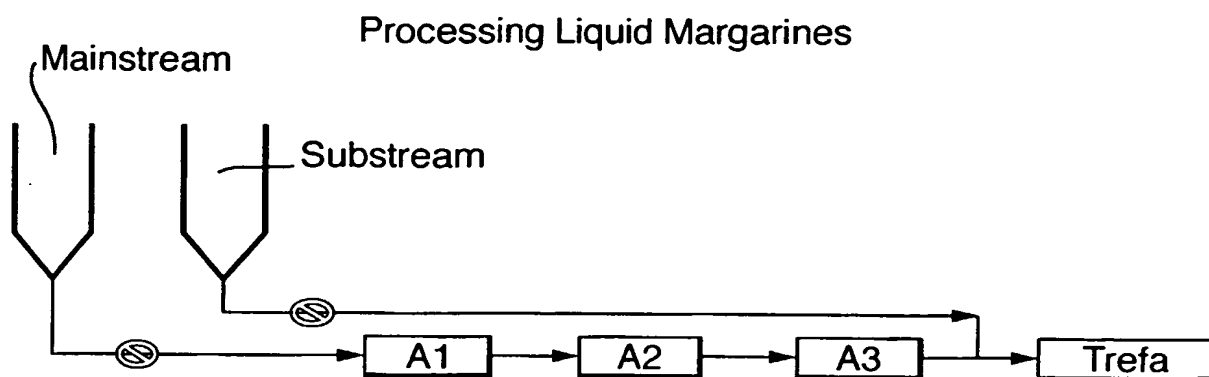 Processing Liquid Margarines
Mainstream
Substream
A1
A2
A3
Trefa